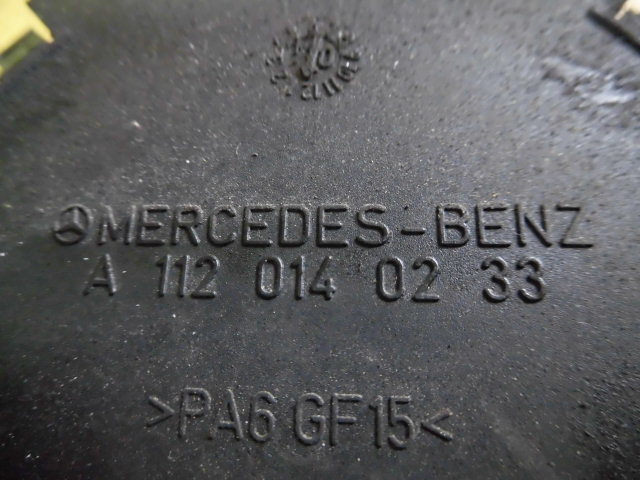 MERCEDES-BENZ
A 112 014 02 33
>PA6 GF15<